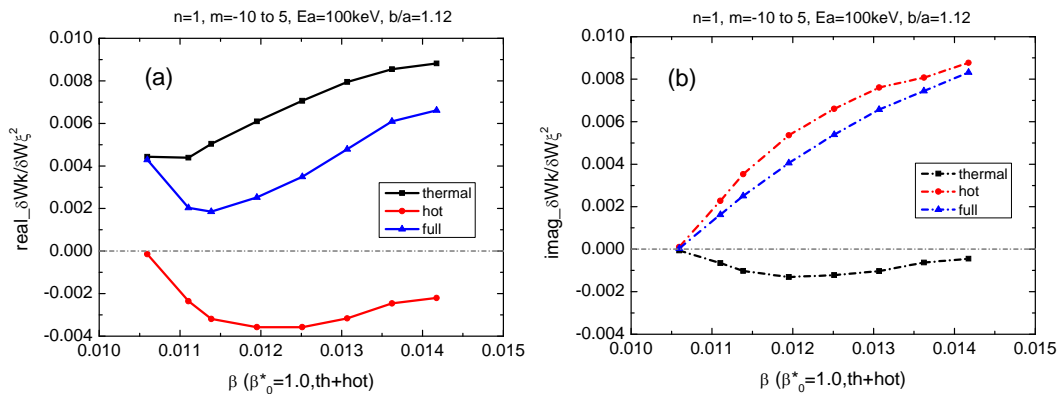 n=1, m=-10 to 5, Ea=100keV, b/a=1.12
(a)
real_δWk/δWξ²
0.010
0.008
0.006
0.004
0.002
0.000
-0.002
-0.004
thermal
hot
full
0.010 0.011 0.012 0.013 0.014 0.015
β (β*₀=1.0,th+hot)
n=1, m=-10 to 5, Ea=100keV, b/a=1.12
(b)
imag_δWk/δWξ²
0.010
0.008
0.006
0.004
0.002
0.000
-0.002
-0.004
thermal
hot
full
0.010 0.011 0.012 0.013 0.014 0.015
β (β*₀=1.0,th+hot)